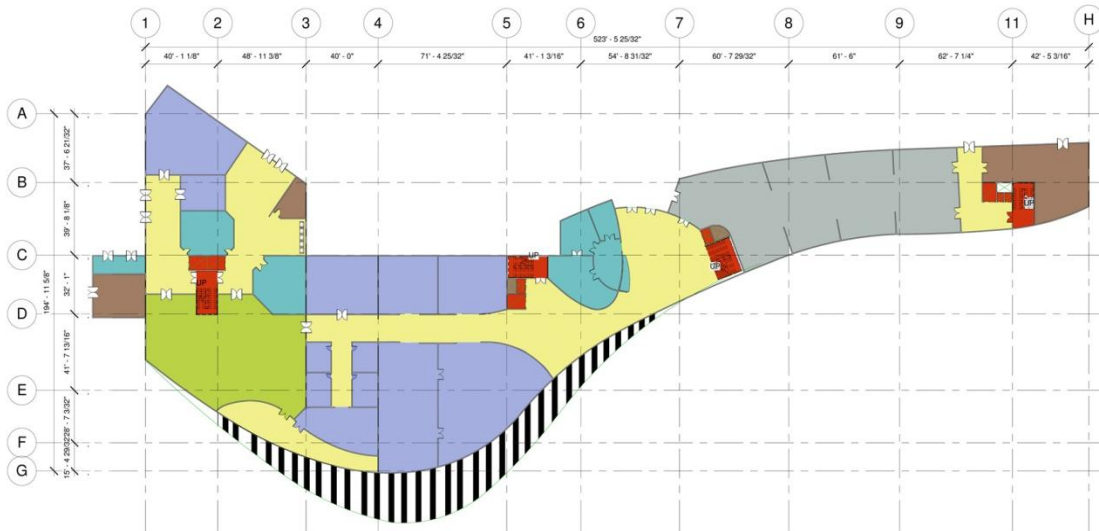 1 2 3 4 5 6 7 8 9 11 H
523' - 5 25/32"
40' - 1 1/8" 48' - 11 3/8" 40' - 0" 71' - 4 25/32" 41' - 1 3/16" 54' - 8 31/32" 60' - 7 29/32" 61' - 6" 62' - 7 1/4" 42' - 5 3/16"
A
37' - 6 21/32"
B
39' - 8 1/8"
C
32' - 1"
194' - 11 5/8"
D
41' - 7 13/16"
E
28' - 7 3/32"
F
15' - 4 29/32"
G
UP
UP
UP
UP